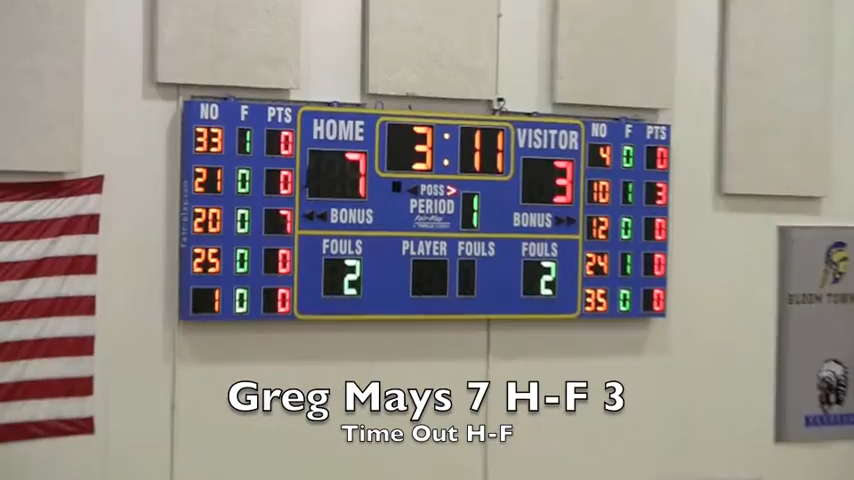 NO F PTS
33 1 0
21 0 0
20 0 7
25 0 0
1 0 0
HOME 3:11 VISITOR
7 3
POSS
PERIOD 1
BONUS BONUS
Fair-Play
FOULS PLAYER FOULS FOULS
2 2
NO F PTS
4 0 0
10 1 3
12 0 0
24 1 0
35 0 0
Greg Mays 7 H-F 3
Time Out H-F